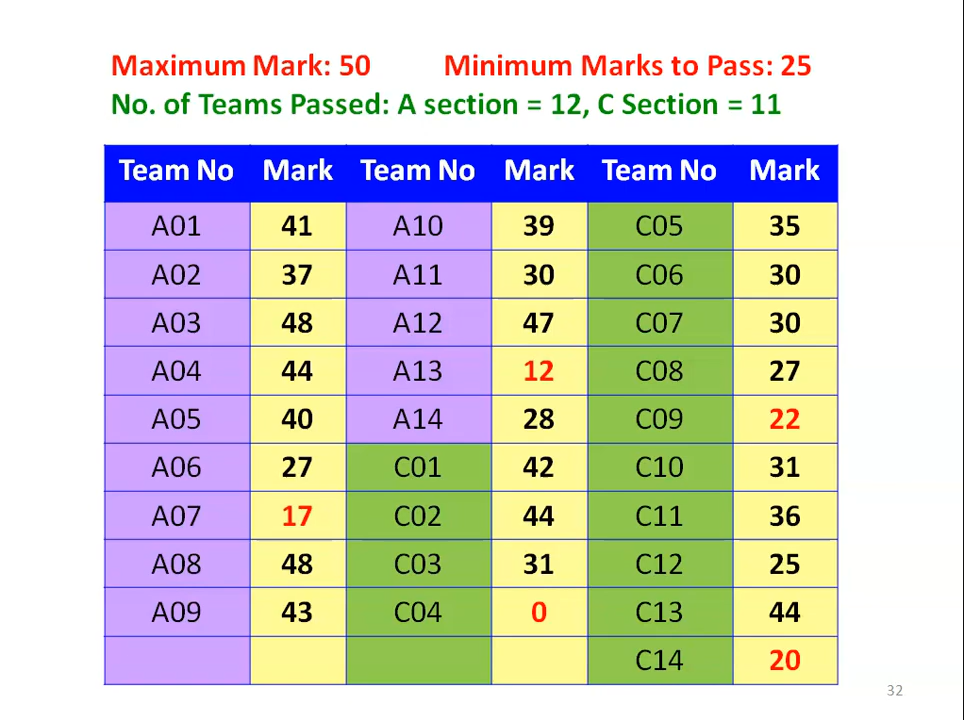 Maximum Mark: 50 Minimum Marks to Pass: 25
No. of Teams Passed: A section = 12, C Section = 11
Team No Mark Team No Mark Team No Mark
A01 41 A10 39 C05 35
A02 37 A11 30 C06 30
A03 48 A12 47 C07 30
A04 44 A13 12 C08 27
A05 40 A14 28 C09 22
A06 27 C01 42 C10 31
A07 17 C02 44 C11 36
A08 48 C03 31 C12 25
A09 43 C04 0 C13 44
C14 20
32